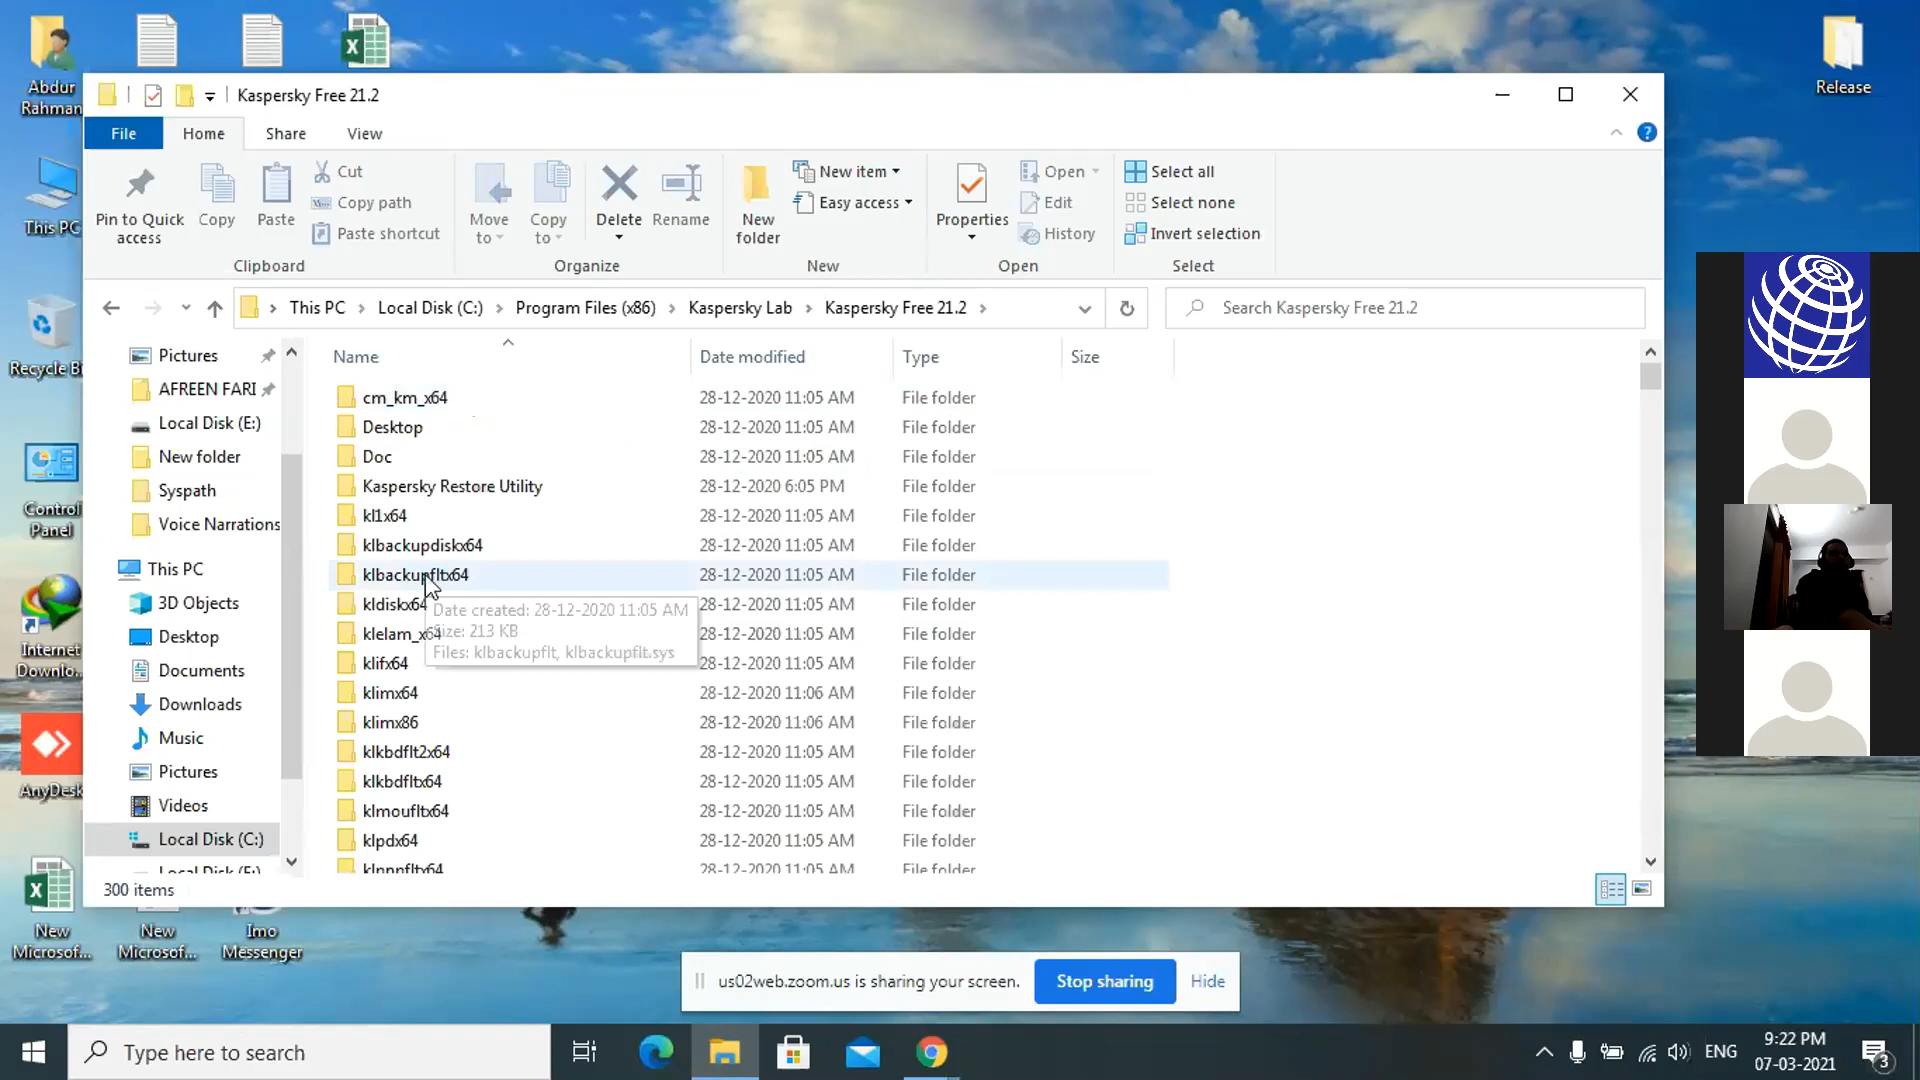 Abdur
Rahman
Release
Kaspersky Free 21.2
File
Home
Share
View
Pin to Quick
access
Copy
Paste
Cut
Copy path
Paste shortcut
Clipboard
Move
to
Copy
to
Delete
Rename
Organize
New
folder
New item
Easy access
New
Properties
Open
Edit
History
Open
Select all
Select none
Invert selection
Select
This PC
Local Disk (C:)
Program Files (x86)
Kaspersky Lab
Kaspersky Free 21.2
Search Kaspersky Free 21.2
This PC
Recycle Bi
Control
Panel
Internet
Downlo...
AnyDesk
New
Microsof...
New
Microsof...
Imo
Messenger
Pictures
AFREEN FARI
Local Disk (E:)
New folder
Syspath
Voice Narrations
This PC
3D Objects
Desktop
Documents
Downloads
Music
Pictures
Videos
Local Disk (C:)
Name Date modified Type Size
cm_km_x64 28-12-2020 11:05 AM File folder
Desktop 28-12-2020 11:05 AM File folder
Doc 28-12-2020 11:05 AM File folder
Kaspersky Restore Utility 28-12-2020 6:05 PM File folder
kl1x64 28-12-2020 11:05 AM File folder
klbackupdiskx64 28-12-2020 11:05 AM File folder
klbackupfltx64 28-12-2020 11:05 AM File folder
kldiskx64 28-12-2020 11:05 AM File folder
klelam_x64 28-12-2020 11:05 AM File folder
klifx64 28-12-2020 11:05 AM File folder
klimx64 28-12-2020 11:06 AM File folder
klimx86 28-12-2020 11:06 AM File folder
klkbdflt2x64 28-12-2020 11:05 AM File folder
klkbdfltx64 28-12-2020 11:05 AM File folder
klmoufltx64 28-12-2020 11:05 AM File folder
klpdx64 28-12-2020 11:05 AM File folder
28-12-2020 11:05 AM File folder
Date created: 28-12-2020 11:05 AM
Size: 213 KB
Files: klbackupflt, klbackupflt.sys
300 items
us02web.zoom.us is sharing your screen.
Stop sharing
Hide
Type here to search
ENG
9:22 PM
07-03-2021
3